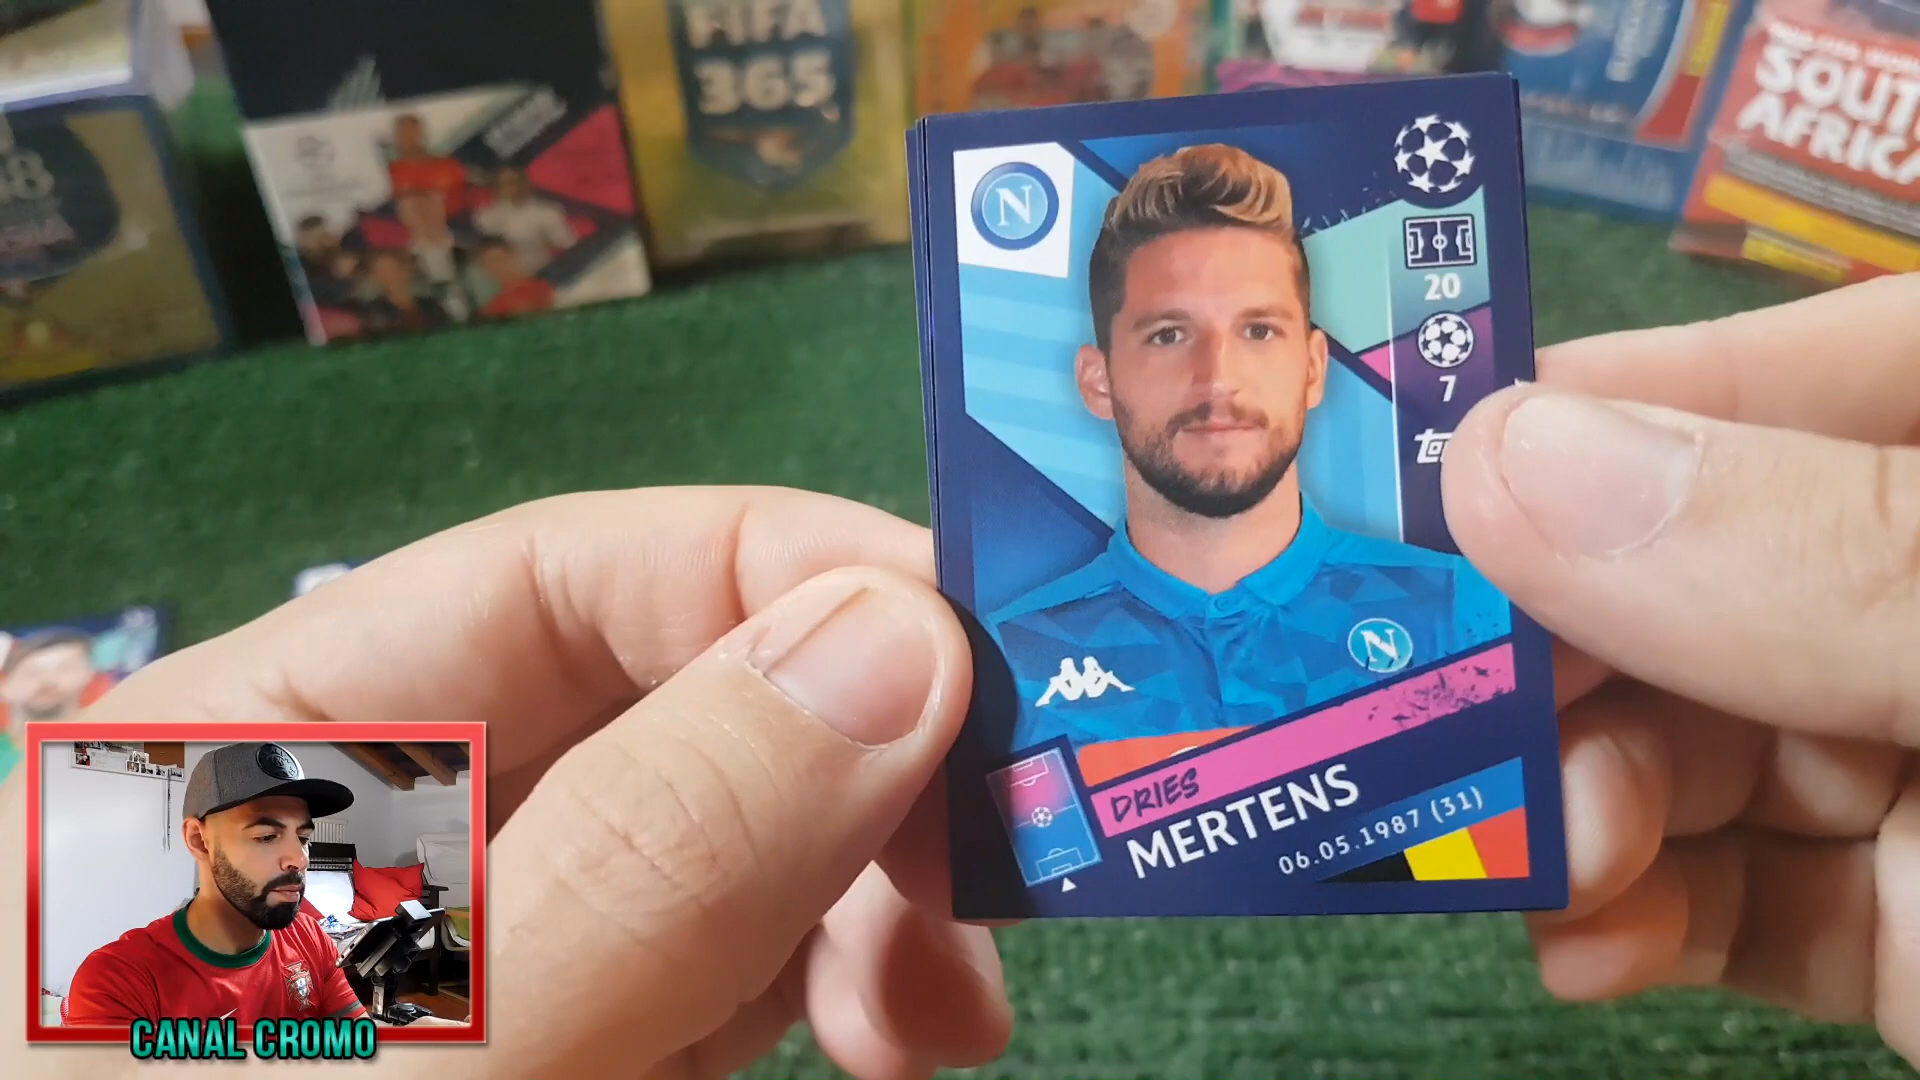 FIFA
365
SOUTH
AFRICA
N
20
7
N
DRIES
MERTENS
06.05.1987 (31)
CANAL CROMO